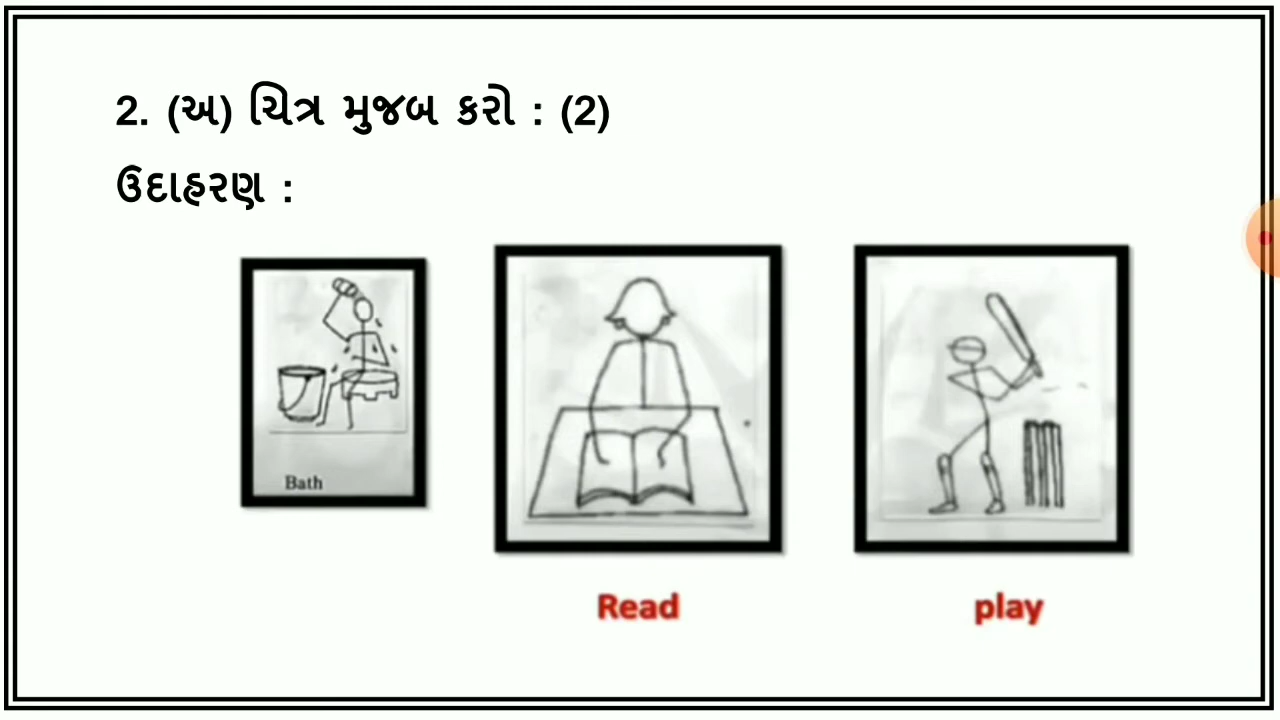 2. (અ) ચિત્ર મુજબ કરો : (2)
ઉદાહરણ :
Bath
Read
play